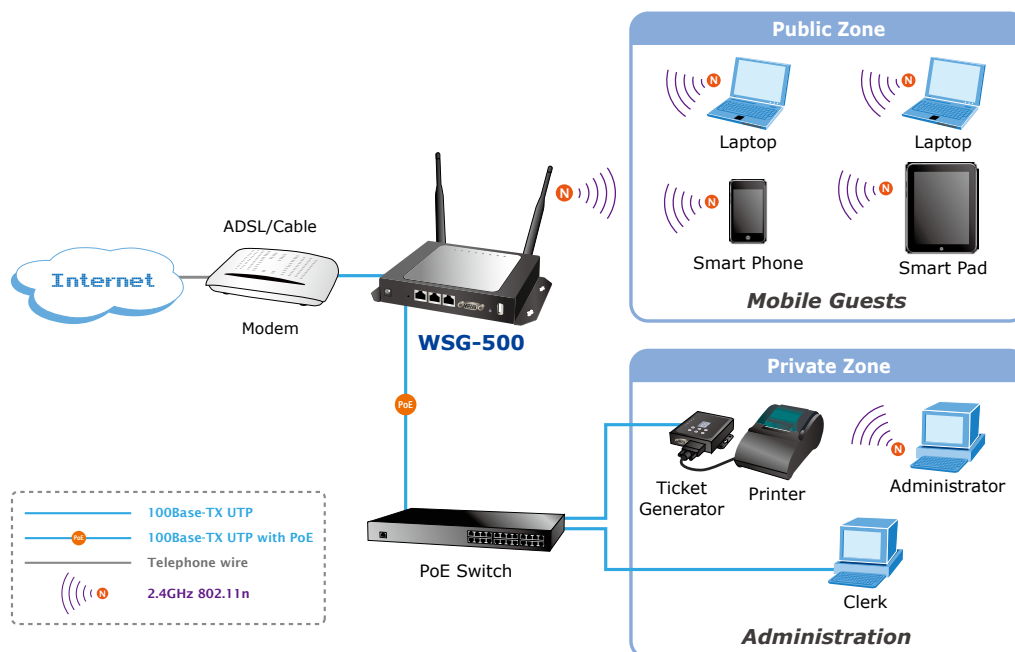 Public Zone
N
N
Laptop
Laptop
N
N
N
Smart Phone
Smart Pad
Mobile Guests
ADSL/Cable
Internet
Modem
WSG-500
PoE
Private Zone
N
Ticket
Generator
Printer
Administrator
PoE Switch
Clerk
Administration
100Base-TX UTP
PoE
100Base-TX UTP with PoE
Telephone wire
N
2.4GHz 802.11n